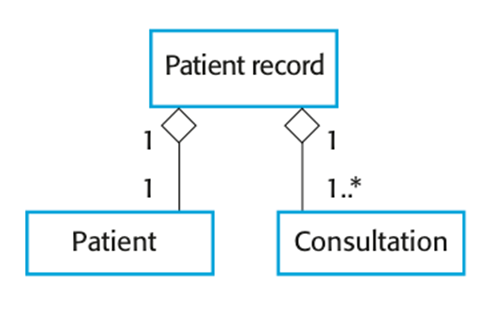 Patient record
1 1
1 1..*
Patient Consultation